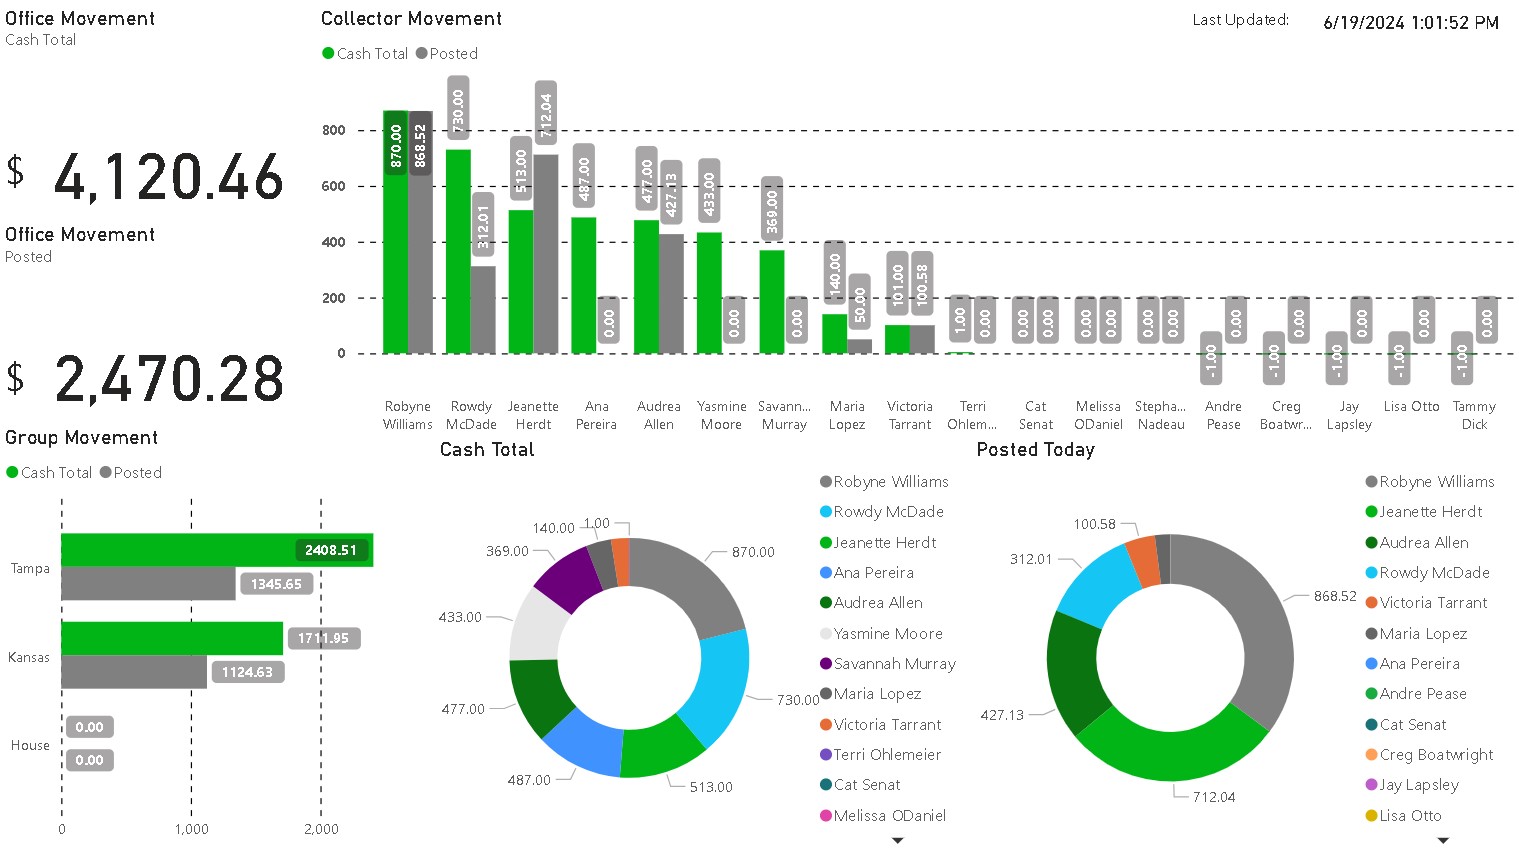 Office Movement
Cash Total
$ 4,120.46
Office Movement
Posted
$ 2,470.28
Collector Movement
Cash Total Posted
Last Updated: 6/19/2024 1:01:52 PM
800
600
400
200
0
870.00 868.52
730.00 312.01
513.00 712.04
487.00 0.00
477.00 427.13
433.00 0.00
369.00 0.00
140.00 50.00
101.00 100.58
1.00 0.00
0.00 0.00
0.00 0.00
0.00 0.00
-1.00 0.00
-1.00 0.00
-1.00 0.00
-1.00 0.00
-1.00 0.00
Robyne
Williams
Rowdy
McDade
Jeanette
Herdt
Ana
Pereira
Audrea
Allen
Yasmine
Moore
Savann...
Murray
Maria
Lopez
Victoria
Tarrant
Terri
Ohlem...
Cat
Senat
Melissa
ODaniel
Stepha...
Nadeau
Andre
Pease
Creg
Boatwr...
Jay
Lapsley
Lisa Otto
Tammy
Dick
Group Movement
Cash Total Posted
Tampa
2408.51
1345.65
Kansas
1711.95
1124.63
House
0.00
0.00
0 1,000 2,000
Cash Total
870.00
730.00
513.00
487.00
477.00
433.00
369.00
140.00
1.00
Robyne Williams
Rowdy McDade
Jeanette Herdt
Ana Pereira
Audrea Allen
Yasmine Moore
Savannah Murray
Maria Lopez
Victoria Tarrant
Terri Ohlemeier
Cat Senat
Melissa ODaniel
Posted Today
868.52
712.04
427.13
312.01
100.58
Robyne Williams
Jeanette Herdt
Audrea Allen
Rowdy McDade
Victoria Tarrant
Maria Lopez
Ana Pereira
Andre Pease
Cat Senat
Creg Boatwright
Jay Lapsley
Lisa Otto